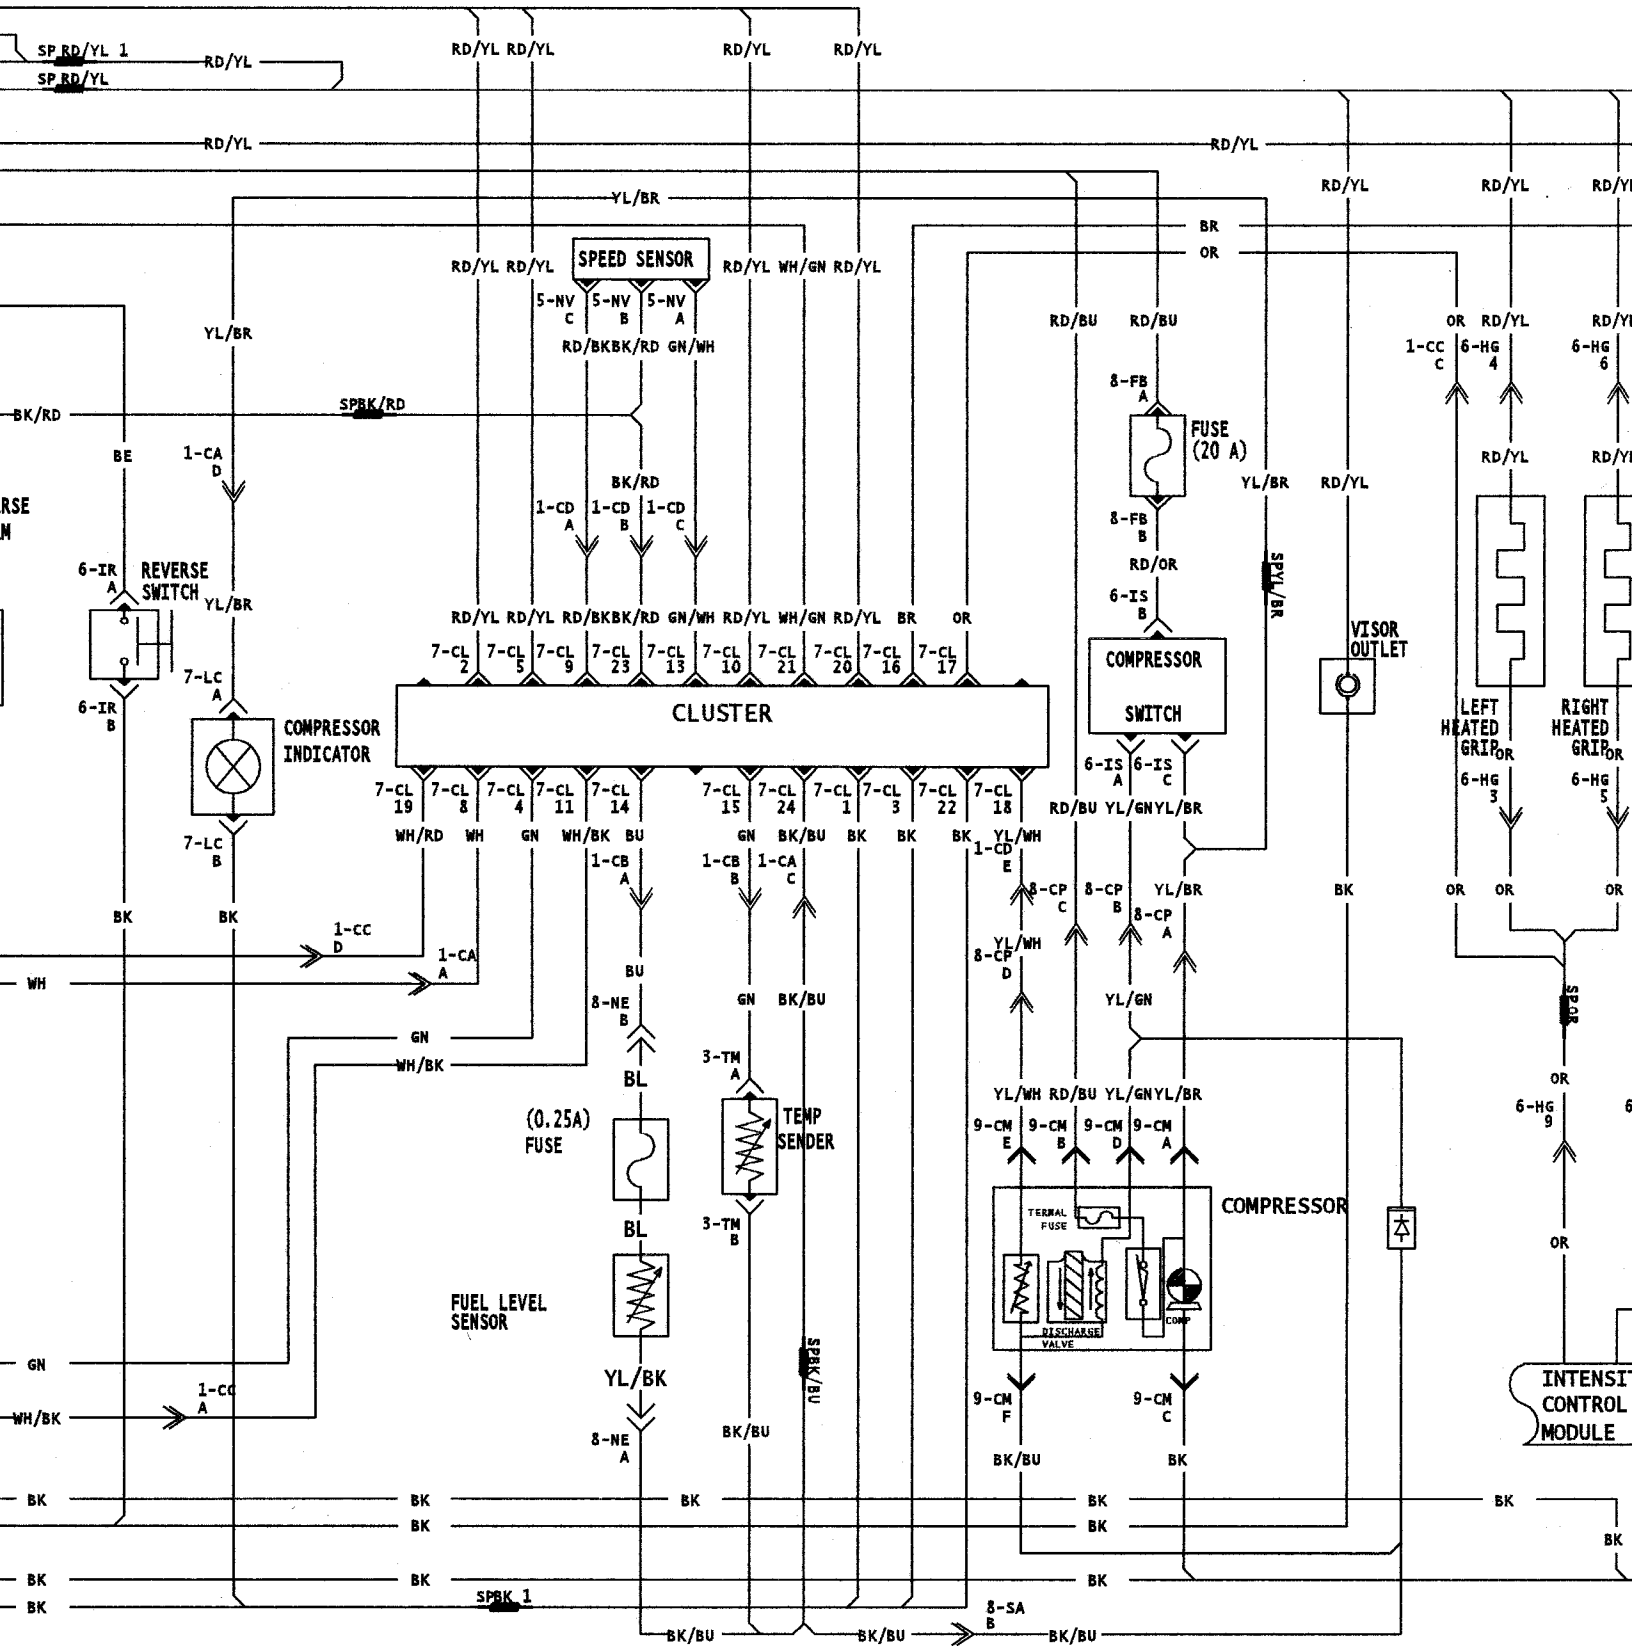 RD/YL RD/YL RD/YL RD/YL
SP RD/YL 1
RD/YL
SP RD/YL
RD/YL RD/YL
RD/YL RD/YL
YL/BR
BR
OR
SPEED SENSOR
RD/YL RD/YL RD/YL WH/GN RD/YL
5-NV 5-NV 5-NV
C B A
RD/BU RD/BU OR RD/YL
YL/BR
RD/BK BK/RD GN/WH
1-CC 6-HG 6-HG
C 4 6
8-FB
A
SPBK/RD
BK/RD
FUSE
(20 A)
BE
1-CA
D
RD/YL
BK/RD
YL/BR RD/YL
1-CD 1-CD 1-CD
A B C
8-FB
B
RD/OR
SPYL/BR
6-IR
A
REVERSE
SWITCH
YL/BR
6-IS
B
RD/YL RD/YL RD/BK BK/RD GN/WH RD/YL WH/GN RD/YL BR OR
7-CL 7-CL 7-CL 7-CL 7-CL 7-CL 7-CL 7-CL 7-CL 7-CL
2 5 9 23 13 10 21 20 16 17
VISOR
OUTLET
COMPRESSOR
SWITCH
7-LC
A
6-IR
B
CLUSTER
COMPRESSOR
INDICATOR
LEFT
HEATED
GRIP
OR
RIGHT
HEATED
GRIP
OR
6-IS 6-IS
A C
6-HG 6-HG
3 5
7-CL 7-CL 7-CL 7-CL 7-CL 7-CL 7-CL 7-CL 7-CL 7-CL 7-CL
19 8 4 11 14 15 24 1 3 22 18
RD/BU YL/GN YL/BR
WH/RD WH GN WH/BK BU GN BK/BU BK BK BK YL/WH
7-LC
B
1-CB 1-CB 1-CA
A B C
1-CD
E
8-CP 8-CP
C B
YL/BR BK OR OR OR
8-CP
A
BK BK
1-CC
D
YL/WH
8-CP
D
1-CA
A
WH
BU
GN BK/BU
YL/GN
SPOR
8-NE
B
GN
WH/BK
3-TM
A
BL
OR
YL/WH RD/BU YL/GN YL/BR
6-HG
9
(0.25A)
FUSE
TEMP
SENDER
9-CM 9-CM 9-CM 9-CM
E B D A
BL
3-TM
B
COMPRESSOR
TERMAL
FUSE
OR
FUEL LEVEL
SENSOR
COMP
DISCHARGE
VALVE
GN
YL/BK
SPBK/BU
INTENSI
CONTROL
MODULE
1-CC
A
WH/BK
9-CM 9-CM
F C
8-NE
A
BK/BU
BK/BU BK
BK BK BK BK BK
BK BK
BK
BK BK BK
BK
SPBK 1
8-SA
B
BK/BU BK/BU BK/BU